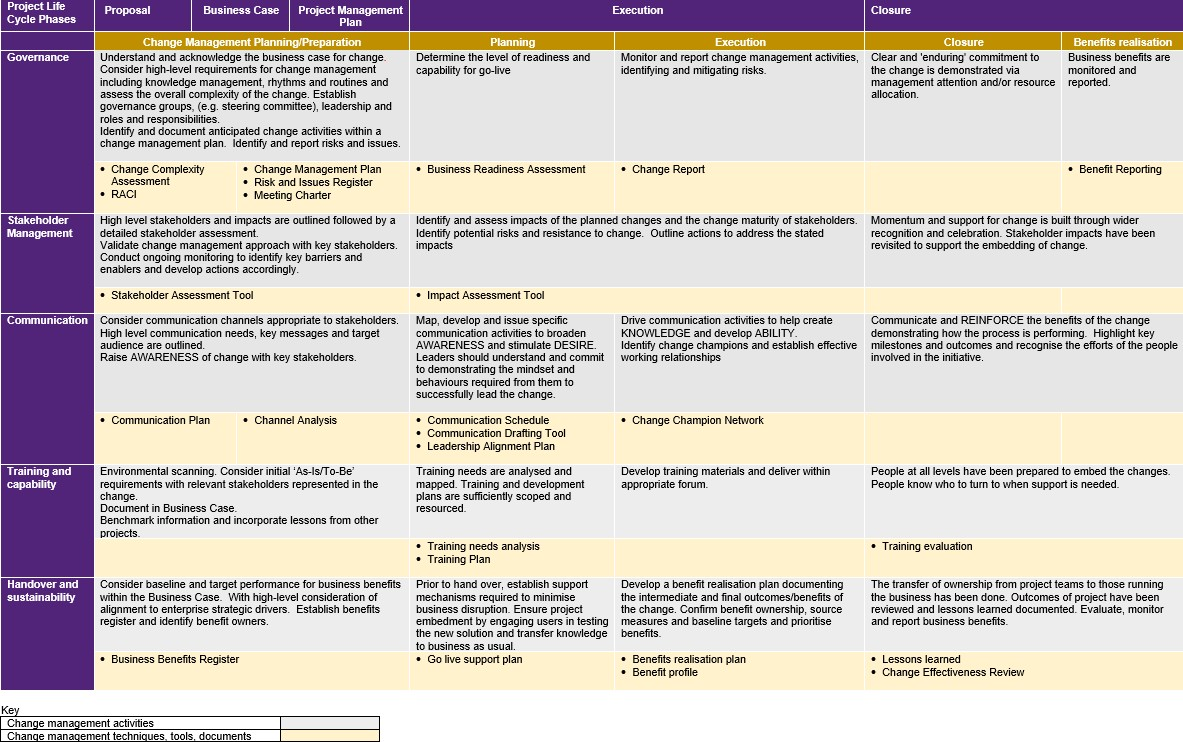 Project Life
Cycle Phases
Proposal
Business Case
Project Management
Plan
Execution
Closure
Change Management Planning/Preparation
Planning
Execution
Closure
Benefits realisation
Governance
Understand and acknowledge the business case for change.
Consider high-level requirements for change management
including knowledge management, rhythms and routines and
assess the overall complexity of the change. Establish
governance groups, (e.g. steering committee), leadership and
roles and responsibilities.
Identify and document anticipated change activities within a
change management plan. Identify and report risks and issues.
Determine the level of readiness and
capability for go-live
Monitor and report change management activities,
identifying and mitigating risks.
Clear and 'enduring' commitment to
the change is demonstrated via
management attention and/or resource
allocation.
Business benefits are
monitored and
reported.
• Change Complexity
Assessment
• RACI
• Change Management Plan
• Risk and Issues Register
• Meeting Charter
• Business Readiness Assessment
• Change Report
• Benefit Reporting
Stakeholder
Management
High level stakeholders and impacts are outlined followed by a
detailed stakeholder assessment.
Validate change management approach with key stakeholders.
Conduct ongoing monitoring to identify key barriers and
enablers and develop actions accordingly.
Identify and assess impacts of the planned changes and the change maturity of stakeholders.
Identify potential risks and resistance to change. Outline actions to address the stated
impacts
Momentum and support for change is built through wider
recognition and celebration. Stakeholder impacts have been
revisited to support the embedding of change.
• Stakeholder Assessment Tool
• Impact Assessment Tool
Communication
Consider communication channels appropriate to stakeholders.
High level communication needs, key messages and target
audience are outlined.
Raise AWARENESS of change with key stakeholders.
Map, develop and issue specific
communication activities to broaden
AWARENESS and stimulate DESIRE.
Leaders should understand and commit
to demonstrating the mindset and
behaviours required from them to
successfully lead the change.
Drive communication activities to help create
KNOWLEDGE and develop ABILITY.
Identify change champions and establish effective
working relationships
Communicate and REINFORCE the benefits of the change
demonstrating how the process is performing. Highlight key
milestones and outcomes and recognise the efforts of the people
involved in the initiative.
• Communication Plan
• Channel Analysis
• Communication Schedule
• Communication Drafting Tool
• Leadership Alignment Plan
• Change Champion Network
Training and
capability
Environmental scanning. Consider initial 'As-Is/To-Be'
requirements with relevant stakeholders represented in the
change.
Document in Business Case.
Benchmark information and incorporate lessons from other
projects.
Training needs are analysed and
mapped. Training and development
plans are sufficiently scoped and
resourced.
Develop training materials and deliver within
appropriate forum.
People at all levels have been prepared to embed the changes.
People know who to turn to when support is needed.
• Training needs analysis
• Training Plan
• Training evaluation
Handover and
sustainability
Consider baseline and target performance for business benefits
within the Business Case. With high-level consideration of
alignment to enterprise strategic drivers. Establish benefits
register and identify benefit owners.
Prior to hand over, establish support
mechanisms required to minimise
business disruption. Ensure project
embedment by engaging users in testing
the new solution and transfer knowledge
to business as usual.
Develop a benefit realisation plan documenting
the intermediate and final outcomes/benefits of
the change. Confirm benefit ownership, source
measures and baseline targets and prioritise
benefits.
The transfer of ownership from project teams to those running
the business has been done. Outcomes of project have been
reviewed and lessons learned documented. Evaluate, monitor
and report business benefits.
• Business Benefits Register
• Go live support plan
• Benefits realisation plan
• Benefit profile
• Lessons learned
• Change Effectiveness Review
Key
Change management activities
Change management techniques, tools, documents